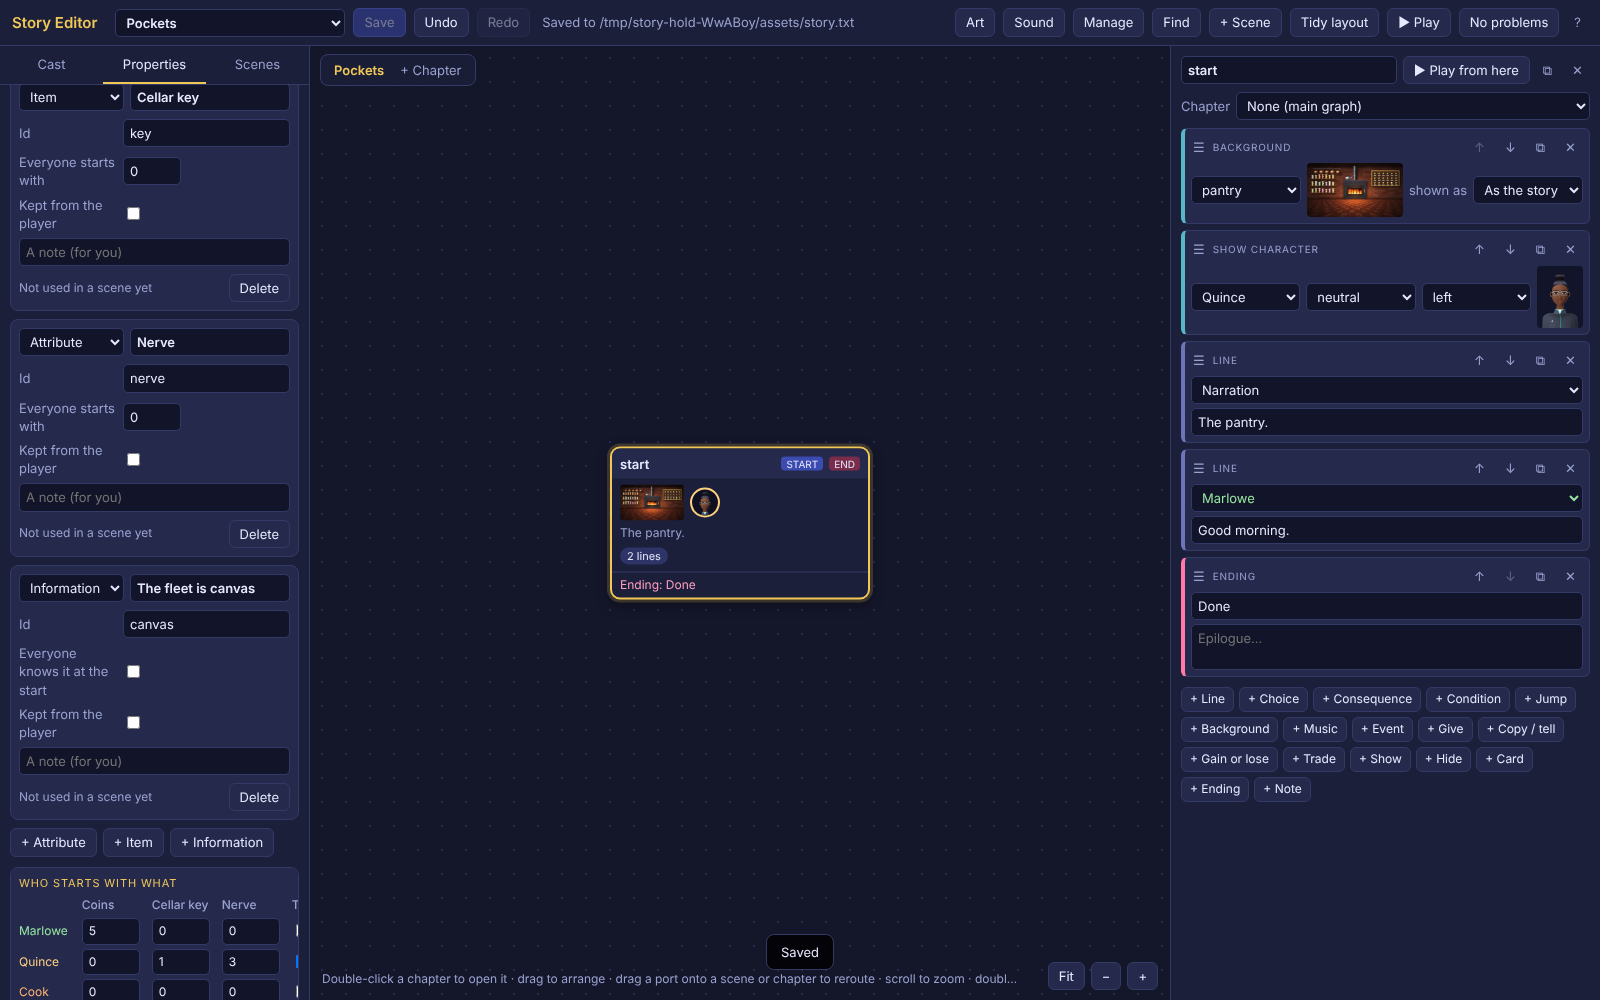 Story Editor
Pockets
Save
Undo
Redo
Saved to /tmp/story-hold-WwABoy/assets/story.txt
Art
Sound
Manage
Find
+ Scene
Tidy layout
▶ Play
No problems
?
Cast
Properties
Scenes
Item
Cellar key
Id
key
Everyone starts
with
0
Kept from the
player
A note (for you)
Not used in a scene yet
Delete
Attribute
Nerve
Id
nerve
Everyone starts
with
0
Kept from the
player
A note (for you)
Not used in a scene yet
Delete
Information
The fleet is canvas
Id
canvas
Everyone
knows it at the
start
Kept from the
player
A note (for you)
Not used in a scene yet
Delete
+ Attribute
+ Item
+ Information
WHO STARTS WITH WHAT
Coins
Cellar key
Nerve
Marlowe
5
0
0
Quince
0
1
3
Cook
0
0
0
Pockets
+ Chapter
start
START
END
The pantry.
2 lines
Ending: Done
Saved
Double-click a chapter to open it · drag to arrange · drag a port onto a scene or chapter to reroute · scroll to zoom · doubl...
Fit
−
+
start
▶ Play from here
Chapter
None (main graph)
BACKGROUND
pantry
shown as
As the story
SHOW CHARACTER
Quince
neutral
left
LINE
Narration
The pantry.
LINE
Marlowe
Good morning.
ENDING
Done
Epilogue...
+ Line
+ Choice
+ Consequence
+ Condition
+ Jump
+ Background
+ Music
+ Event
+ Give
+ Copy / tell
+ Gain or lose
+ Trade
+ Show
+ Hide
+ Card
+ Ending
+ Note